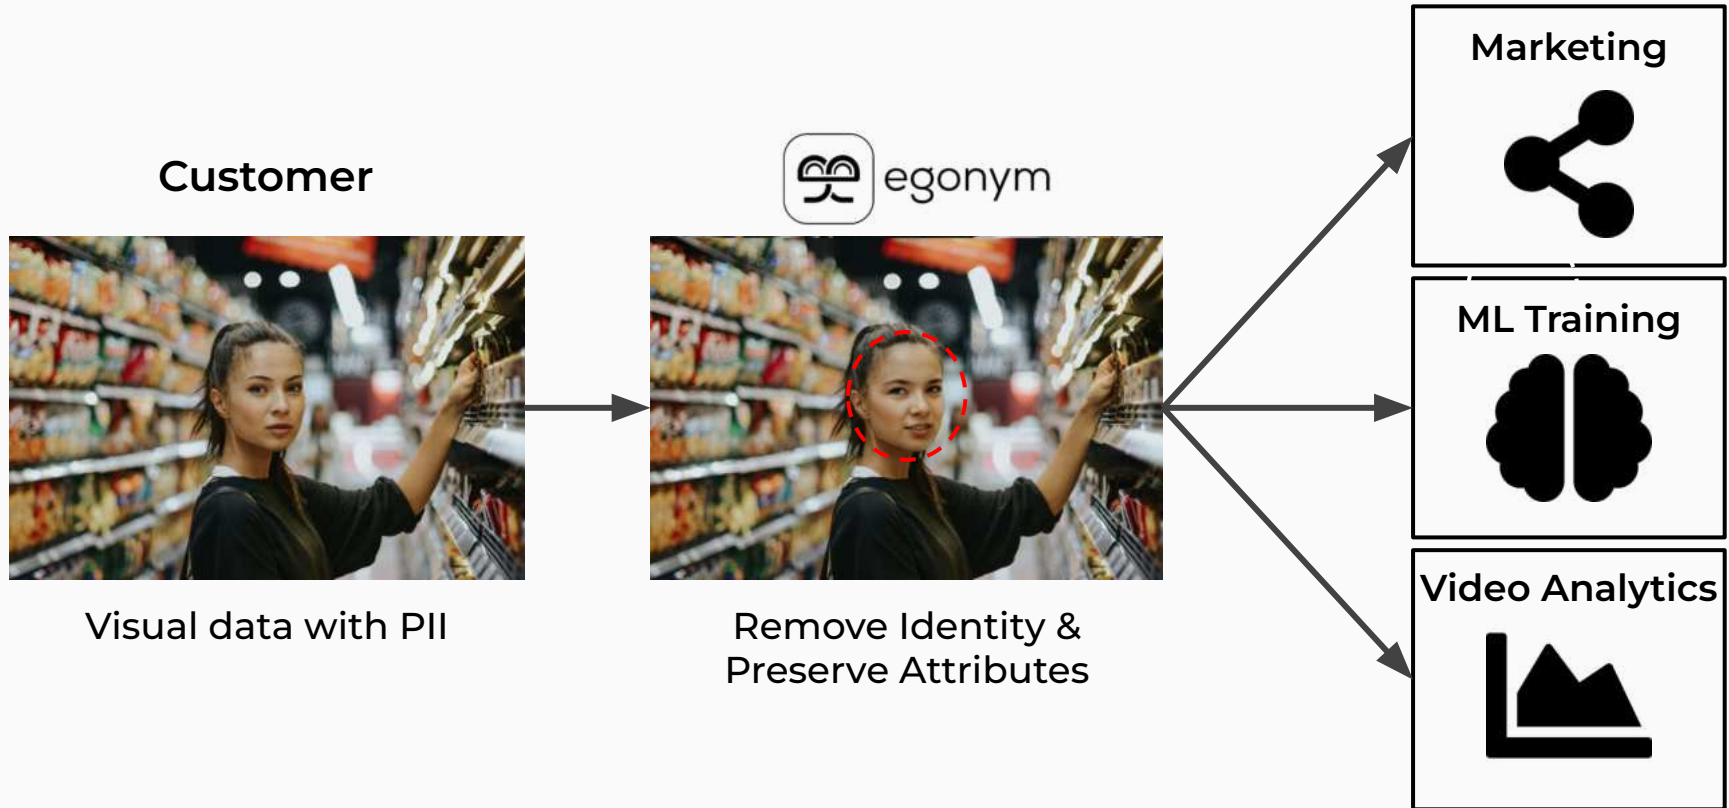 Customer
Visual data with PII
egonym
Remove Identity &
Preserve Attributes
Marketing
ML Training
Video Analytics